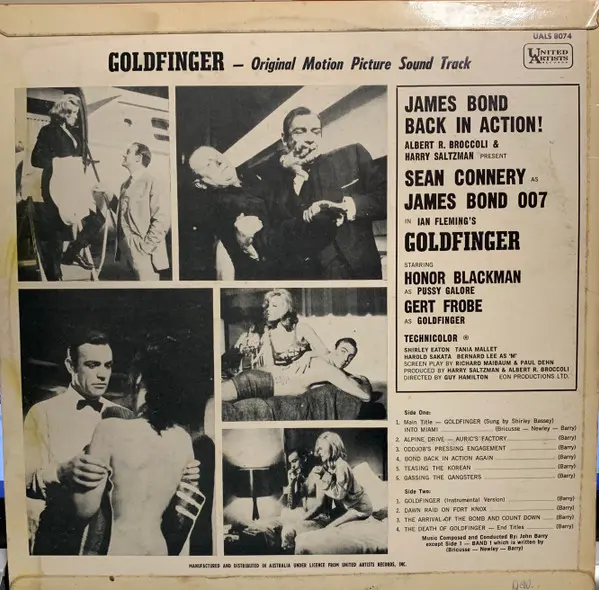 UALS 8074
GOLDFINGER — Original Motion Picture Sound Track
UNITED
ARTISTS
RECORDS
JAMES BOND
BACK IN ACTION!
ALBERT R. BROCCOLI &
HARRY SALTZMAN PRESENT
SEAN CONNERY AS
JAMES BOND 007
IN IAN FLEMING'S
GOLDFINGER
STARRING
HONOR BLACKMAN
AS PUSSY GALORE
GERT FROBE
AS GOLDFINGER
TECHNICOLOR ®
SHIRLEY EATON TANIA MALLET
HAROLD SAKATA BERNARD LEE AS 'M'
SCREEN PLAY BY RICHARD MAIBAUM & PAUL DEHN
PRODUCED BY HARRY SALTZMAN & ALBERT R. BROCCOLI
DIRECTED BY GUY HAMILTON EON PRODUCTIONS LTD.
Side One:
1. Main Title — GOLDFINGER (Sung by Shirley Bassey)
INTO MIAMI (Bricusse — Newley — Barry)
2. ALPINE DRIVE — AURIC'S FACTORY (Barry)
3. ODDJOB'S PRESSING ENGAGEMENT (Barry)
4. BOND BACK IN ACTION AGAIN (Barry)
5. TEASING THE KOREAN (Barry)
6. GASSING THE GANGSTERS (Barry)
Side Two:
1. GOLDFINGER (Instrumental Version) (Barry)
2. DAWN RAID ON FORT KNOX (Barry)
3. THE ARRIVAL OF THE BOMB AND COUNT DOWN (Barry)
4. THE DEATH OF GOLDFINGER — End Titles (Barry)
Music Composed and Conducted By: John Barry
except Side 1 - BAND 1 which is written by
(Bricusse — Newley — Barry)
MANUFACTURED AND DISTRIBUTED IN AUSTRALIA UNDER LICENCE FROM UNITED ARTISTS RECORDS, INC.